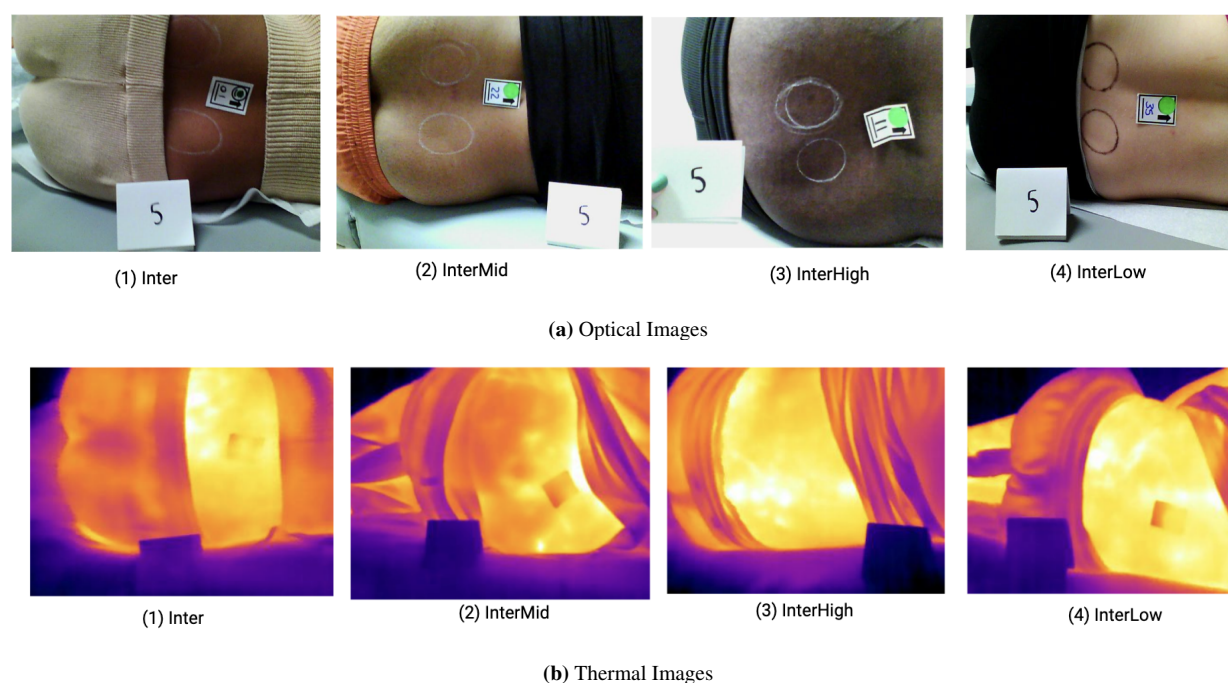 22
11
35
5
5
5
5
(1) Inter
(2) InterMid
(3) InterHigh
(4) InterLow
(a) Optical Images
(1) Inter
(2) InterMid
(3) InterHigh
(4) InterLow
(b) Thermal Images